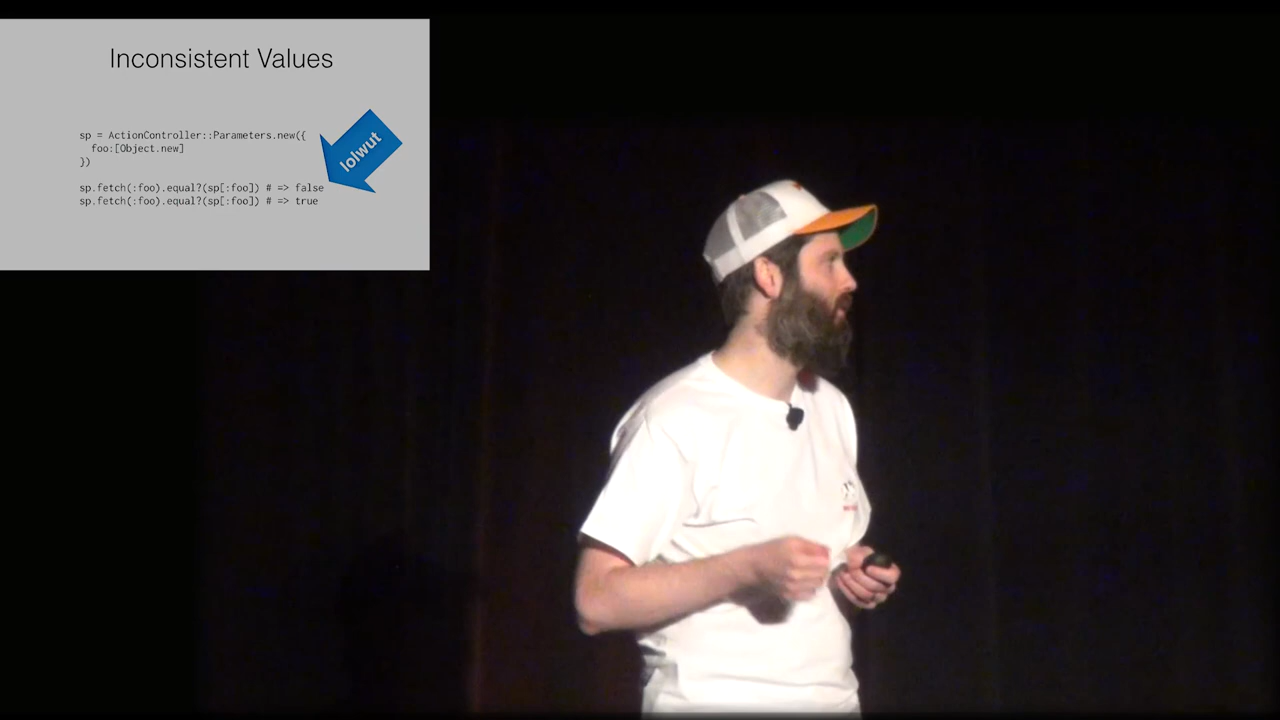 Inconsistent Values
sp = ActionController::Parameters.new({
foo:[Object.new]
})
lolwut
sp.fetch(:foo).equal?(sp[:foo]) # => false
sp.fetch(:foo).equal?(sp[:foo]) # => true